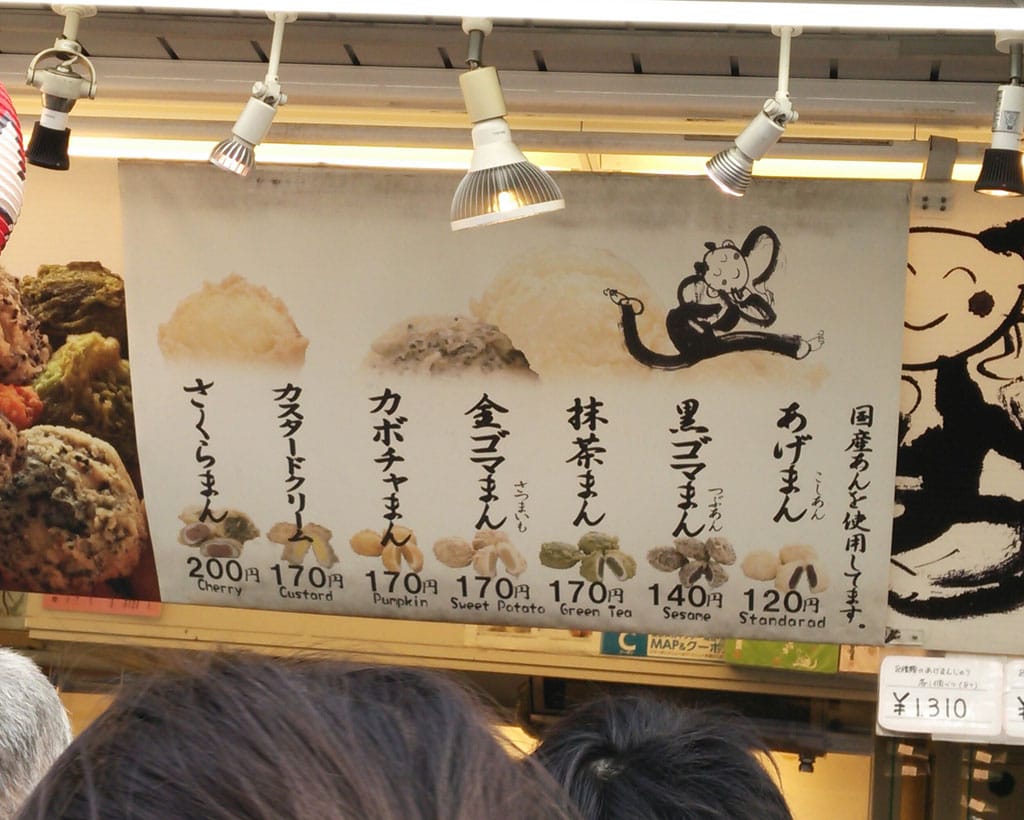 国産あんを使用してます。
あげまん
こしあん
120円
Standarad
黒ゴマまん
つぶあん
140円
Sesame
抹茶まん
170円
Green Tea
金ゴマまん
さつまいも
170円
Sweet Potato
カボチャまん
170円
Pumpkin
カスタードクリーム
170円
Custard
さくらまん
200円
Cherry
C
MAP&クーポ
¥1,310